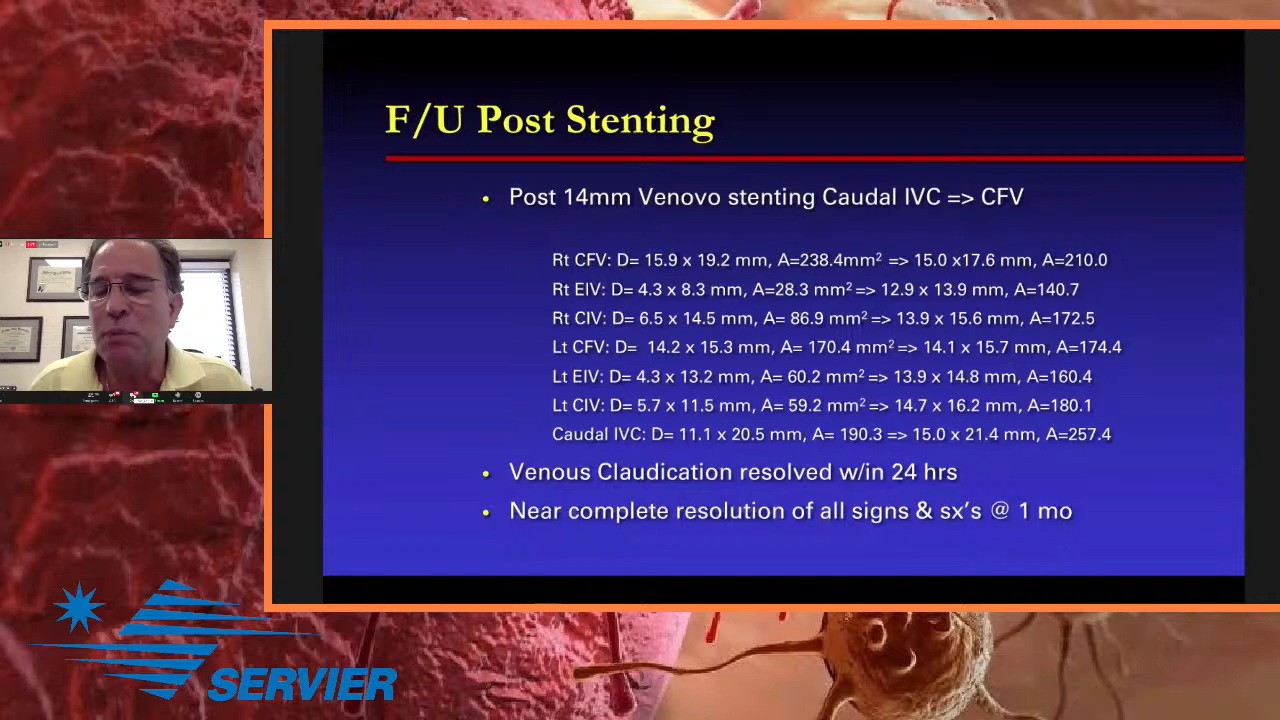 F/U Post Stenting
• Post 14mm Venovo stenting Caudal IVC => CFV
Rt CFV: D= 15.9 x 19.2 mm, A=238.4mm² => 15.0 x17.6 mm, A=210.0
Rt EIV: D= 4.3 x 8.3 mm, A=28.3 mm² => 12.9 x 13.9 mm, A=140.7
Rt CIV: D= 6.5 x 14.5 mm, A= 86.9 mm² => 13.9 x 15.6 mm, A=172.5
Lt CFV: D= 14.2 x 15.3 mm, A= 170.4 mm² => 14.1 x 15.7 mm, A=174.4
Lt EIV: D= 4.3 x 13.2 mm, A= 60.2 mm² => 13.9 x 14.8 mm, A=160.4
Lt CIV: D= 5.7 x 11.5 mm, A= 59.2 mm² => 14.7 x 16.2 mm, A=180.1
Caudal IVC: D= 11.1 x 20.5 mm, A= 190.3 => 15.0 x 21.4 mm, A=257.4
• Venous Claudication resolved w/in 24 hrs
• Near complete resolution of all signs & sx's @ 1 mo
SERVIER